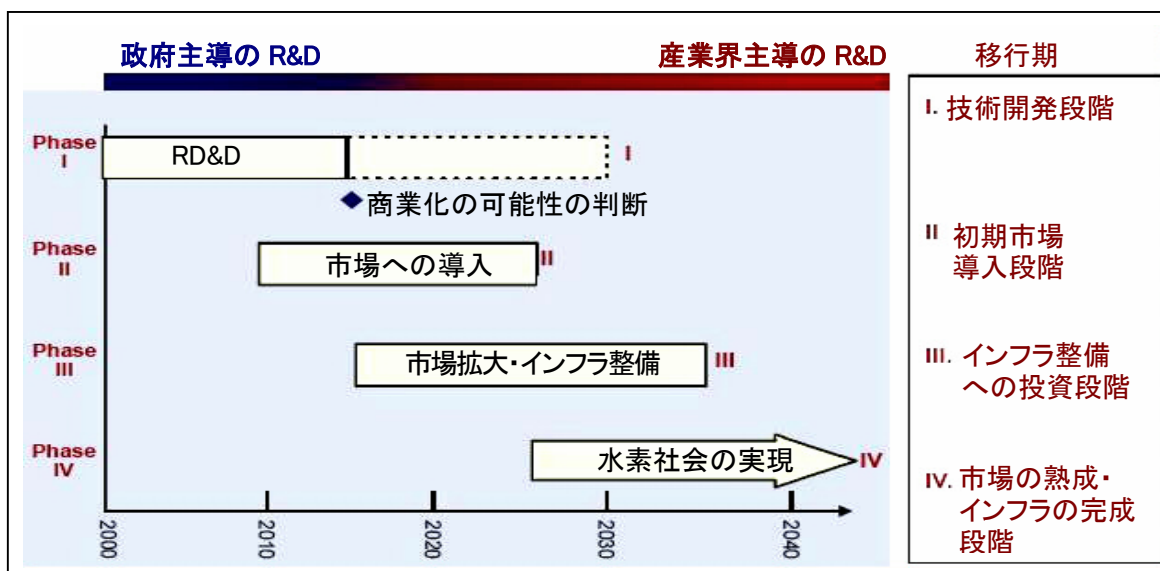 政府主導の R&D
産業界主導の R&D
移行期
Phase
I
RD&D
I
商業化の可能性の判断
Phase
II
市場への導入
II
Phase
III
市場拡大・インフラ整備
III
Phase
IV
水素社会の実現
IV
2000
2010
2020
2030
2040
I. 技術開発段階
II 初期市場
導入段階
III. インフラ整備
への投資段階
IV. 市場の熟成・
インフラの完成
段階